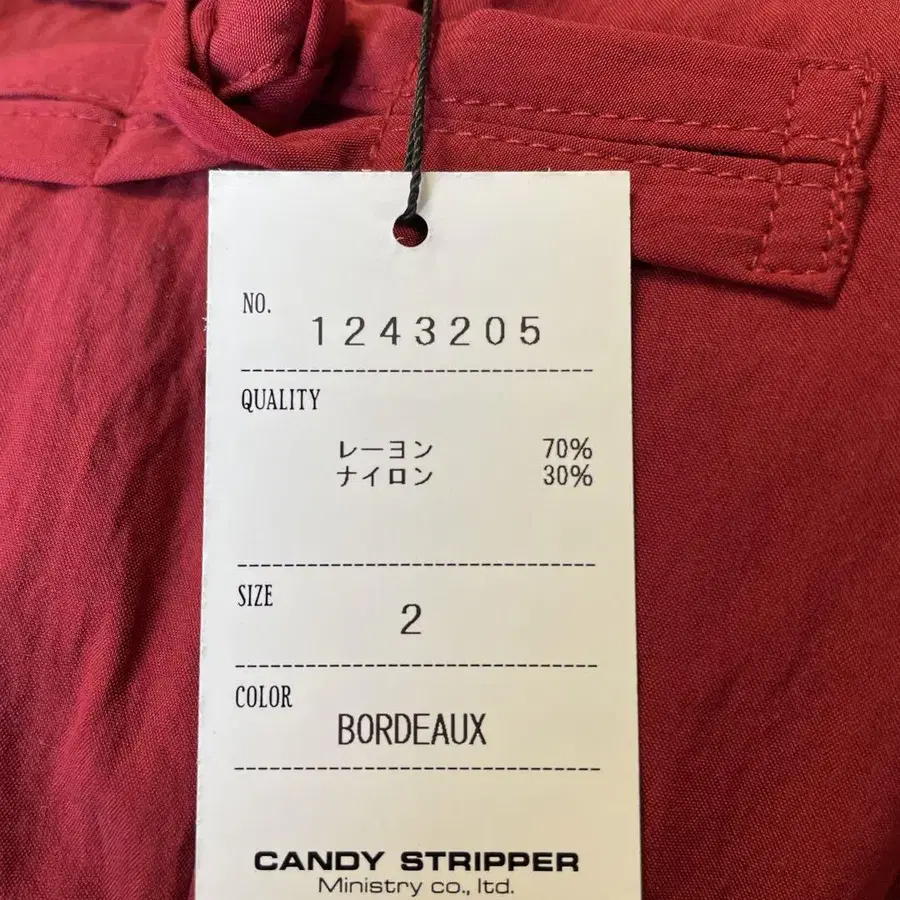 NO.
1243205
QUALITY
レーヨン 70%
ナイロン 30%
SIZE
2
COLOR
BORDEAUX
CANDY STRIPPER
Ministry co., ltd.